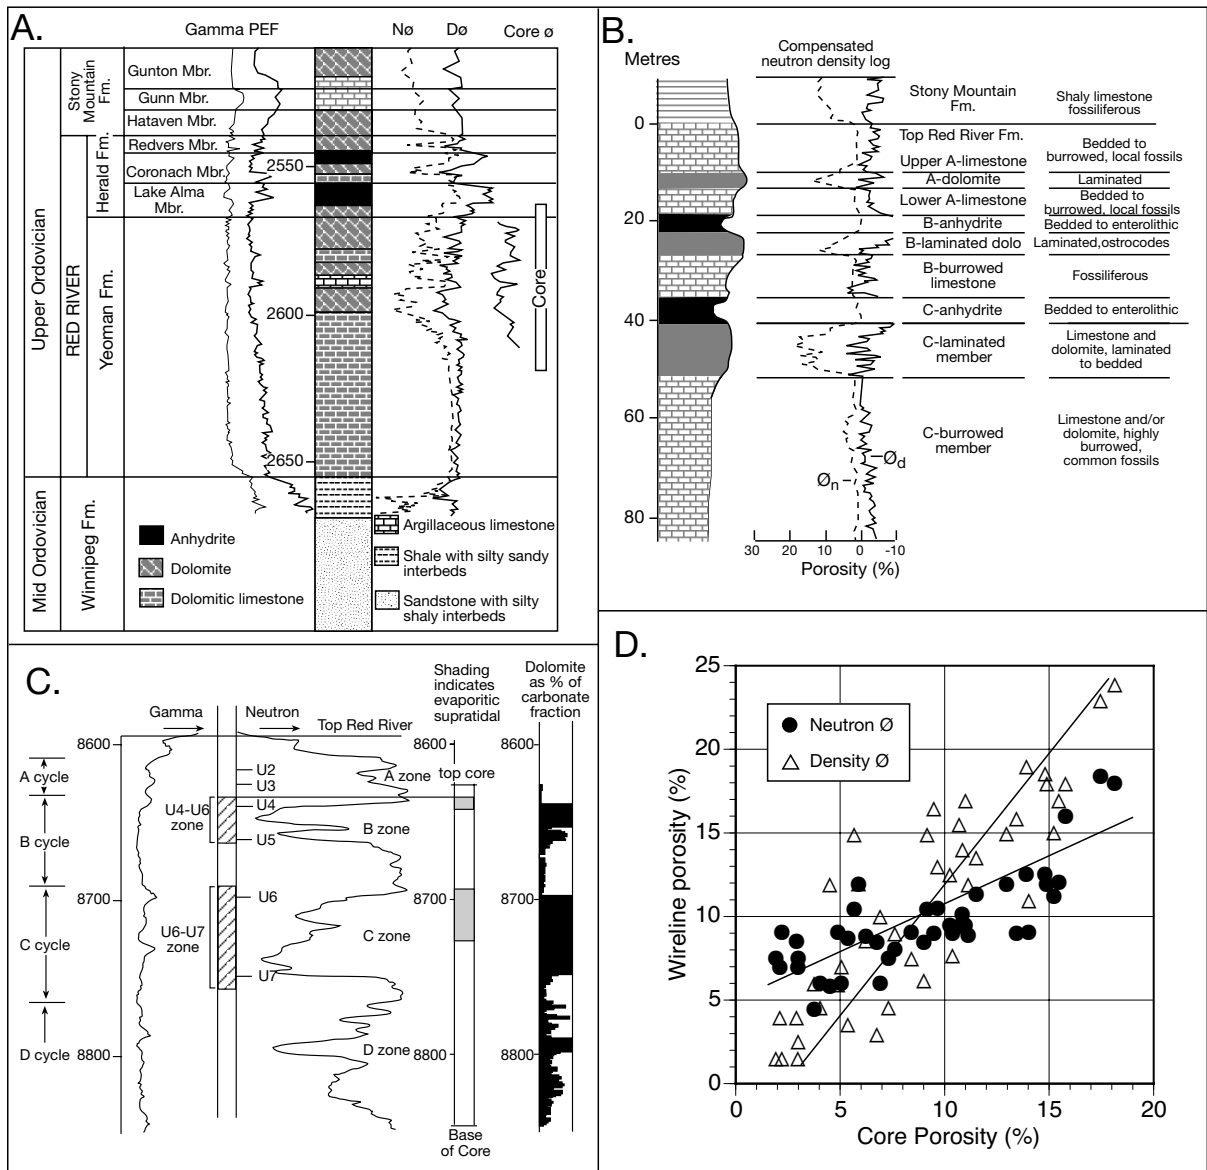 A.
Gamma PEF
Nø
Dø
Core ø
Upper Ordovician
Mid Ordovician
Stony Mountain Fm.
RED RIVER
Herald Fm.
Yeoman Fm.
Winnipeg Fm.
Gunton Mbr.
Gunn Mbr.
Hataven Mbr.
Redvers Mbr.
Coronach Mbr.
Lake Alma
Mbr.
2550
2600
2650
Core
Anhydrite
Dolomite
Dolomitic limestone
Argillaceous limestone
Shale with silty sandy
interbeds
Sandstone with silty
shaly interbeds
B.
Metres
Compensated
neutron density log
0
20
40
60
80
Stony Mountain
Fm.
Shaly limestone
fossiliferous
Top Red River Fm.
Upper A-limestone
Bedded to
burrowed, local fossils
A-dolomite
Laminated
Lower A-limestone
Bedded to
burrowed, local fossils
B-anhydrite
Bedded to enterolithic
B-laminated dolo
Laminated,ostrocodes
B-burrowed
limestone
Fossiliferous
C-anhydrite
Bedded to enterolithic
C-laminated
member
Limestone and
dolomite, laminated
to bedded
C-burrowed
member
Limestone and/or
dolomite, highly
burrowed,
common fossils
Ød
Øn
30 20 10 0 -10
Porosity (%)
C.
Gamma
Neutron
Top Red River
Shading
indicates
evaporitic
supratidal
Dolomite
as % of
carbonate
fraction
8600
8700
8800
A cycle
B cycle
C cycle
D cycle
U4-U6
zone
U6-U7
zone
U2
U3
U4
U5
U6
U7
A zone
B zone
C zone
D zone
8600
top core
8700
8800
Base
of Core
8600
8700
8800
D.
Wireline porosity (%)
25
20
15
10
5
0
Neutron Ø
Density Ø
0 5 10 15 20
Core Porosity (%)